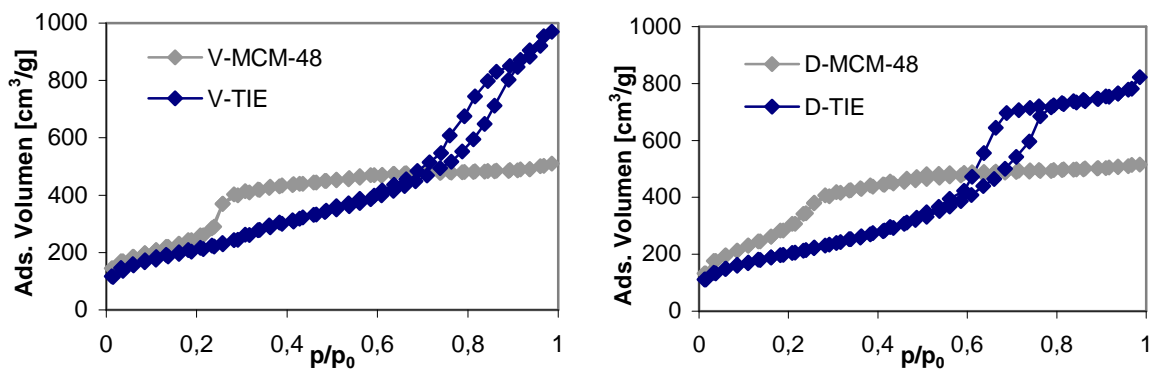 Ads. Volumen [cm³/g]
1000
800
600
400
200
0
V-MCM-48
V-TIE
0 0,2 0,4 0,6 0,8 1
p/p₀
Ads. Volumen [cm³/g]
1000
800
600
400
200
0
D-MCM-48
D-TIE
0 0,2 0,4 0,6 0,8 1
p/p₀